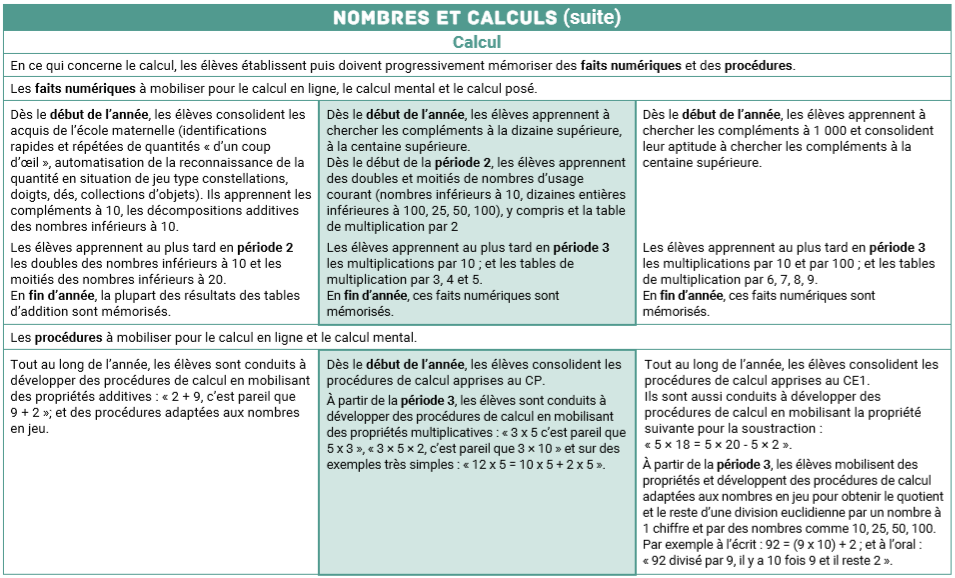 NOMBRES ET CALCULS (suite)
Calcul
En ce qui concerne le calcul, les élèves établissent puis doivent progressivement mémoriser des faits numériques et des procédures.
Les faits numériques à mobiliser pour le calcul en ligne, le calcul mental et le calcul posé.
Dès le début de l'année, les élèves consolident les
acquis de l'école maternelle (identifications
rapides et répétées de quantités « d'un coup
d'œil », automatisation de la reconnaissance de la
quantité en situation de jeu type constellations,
doigts, dés, collections d'objets). Ils apprennent les
compléments à 10, les décompositions additives
des nombres inférieurs à 10.
Les élèves apprennent au plus tard en période 2
les doubles des nombres inférieurs à 10 et les
moitiés des nombres inférieurs à 20.
En fin d'année, la plupart des résultats des tables
d'addition sont mémorisés.
Dès le début de l'année, les élèves apprennent à
chercher les compléments à la dizaine supérieure,
à la centaine supérieure.
Dès le début de la période 2, les élèves apprennent
des doubles et moitiés de nombres d'usage
courant (nombres inférieurs à 10, dizaines entières
inférieures à 100, 25, 50, 100), y compris et la table
de multiplication par 2
Les élèves apprennent au plus tard en période 3
les multiplications par 10 ; et les tables de
multiplication par 3, 4 et 5.
En fin d'année, ces faits numériques sont
mémorisés.
Dès le début de l'année, les élèves apprennent à
chercher les compléments à 1 000 et consolident
leur aptitude à chercher les compléments à la
centaine supérieure.
Les élèves apprennent au plus tard en période 3
les multiplications par 10 et par 100 ; et les tables
de multiplication par 6, 7, 8, 9.
En fin d'année, ces faits numériques sont
mémorisés.
Les procédures à mobiliser pour le calcul en ligne et le calcul mental.
Tout au long de l'année, les élèves sont conduits à
développer des procédures de calcul en mobilisant
des propriétés additives : « 2 + 9, c'est pareil que
9 + 2 »; et des procédures adaptées aux nombres
en jeu.
Dès le début de l'année, les élèves consolident les
procédures de calcul apprises au CP.
À partir de la période 3, les élèves sont conduits à
développer des procédures de calcul en mobilisant
des propriétés multiplicatives : « 3 x 5 c'est pareil que
5 x 3 », « 3 × 5 × 2, c'est pareil que 3 × 10 » et sur des
exemples très simples : « 12 x 5 = 10 x 5 + 2 x 5 ».
Tout au long de l'année, les élèves consolident les
procédures de calcul apprises au CE1.
Ils sont aussi conduits à développer des
procédures de calcul en mobilisant la propriété
suivante pour la soustraction :
« 5 × 18 = 5 × 20 - 5 × 2 ».
À partir de la période 3, les élèves mobilisent des
propriétés et développent des procédures de calcul
adaptées aux nombres en jeu pour obtenir le quotient
et le reste d'une division euclidienne par un nombre à
1 chiffre et par des nombres comme 10, 25, 50, 100.
Par exemple à l'écrit : 92 = (9 x 10) + 2 ; et à l'oral :
« 92 divisé par 9, il y a 10 fois 9 et il reste 2 ».